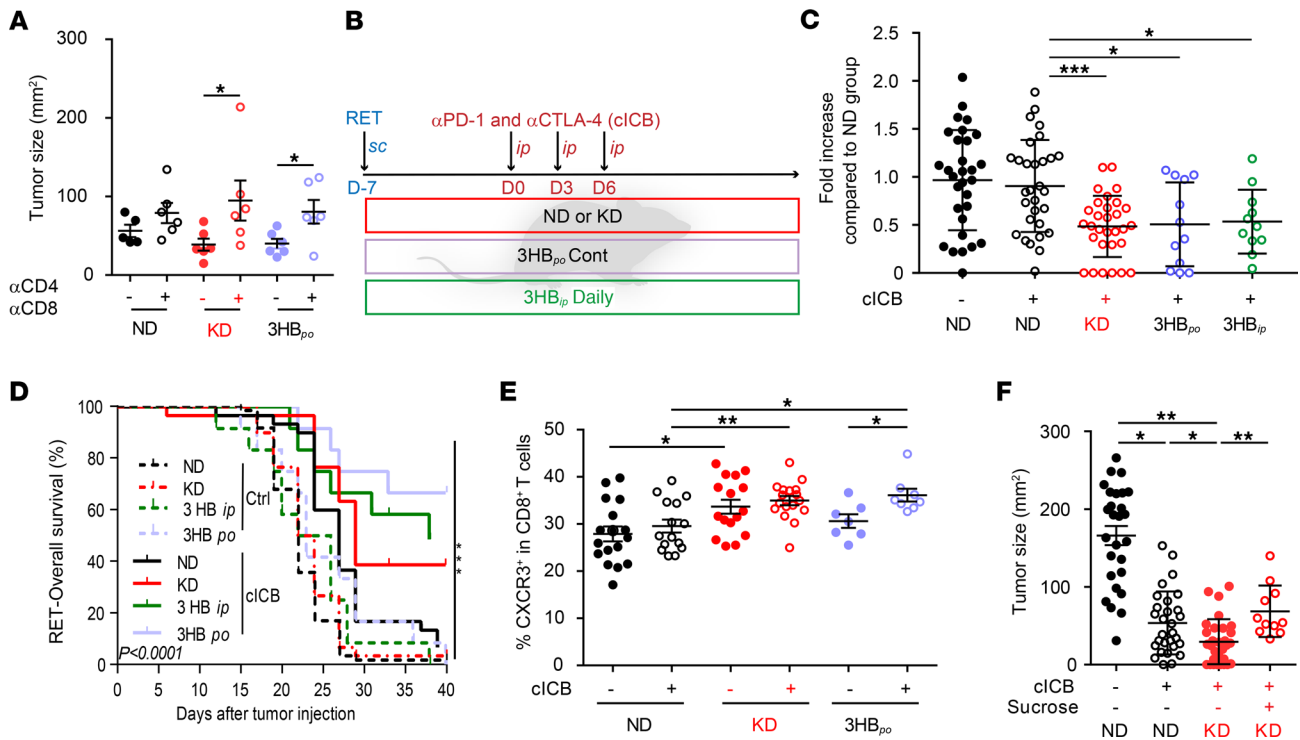 A
Tumor size (mm²)
300
200
100
0
*
*
αCD4
αCD8
- + - + - +
ND KD 3HBpo
B
RET αPD-1 and αCTLA-4 (cICB)
sc ip ip ip
D-7 D0 D3 D6
ND or KD
3HBpo Cont
3HBip Daily
C
Fold increase
compared to ND group
2.5
2.0
1.5
1.0
0.5
0.0
*
*
***
cICB - + + + +
ND ND KD 3HBpo 3HBip
D
RET-Overall survival (%)
100
80
60
40
20
0
ND
KD
3 HB ip
3HB po
Ctrl
ND
KD
3 HB ip
3HB po
cICB
***
P<0.0001
0 5 10 15 20 25 30 35 40
Days after tumor injection
E
% CXCR3⁺ in CD8⁺ T cells
50
40
30
20
10
0
*
** *
*
cICB - + - + - +
ND KD 3HBpo
F
Tumor size (mm²)
300
200
100
0
**
* * **
cICB - + + +
Sucrose - - - +
ND ND KD KD